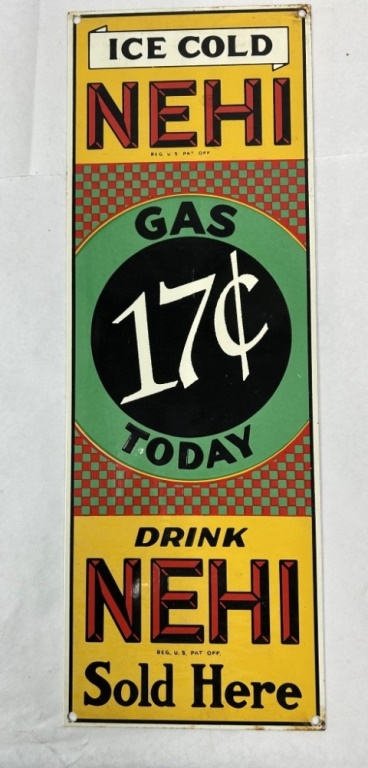 ICE COLD
NEHI
REG. U.S. PAT OFF.
GAS
17¢
TODAY
DRINK
NEHI
REG. U.S. PAT OFF.
Sold Here